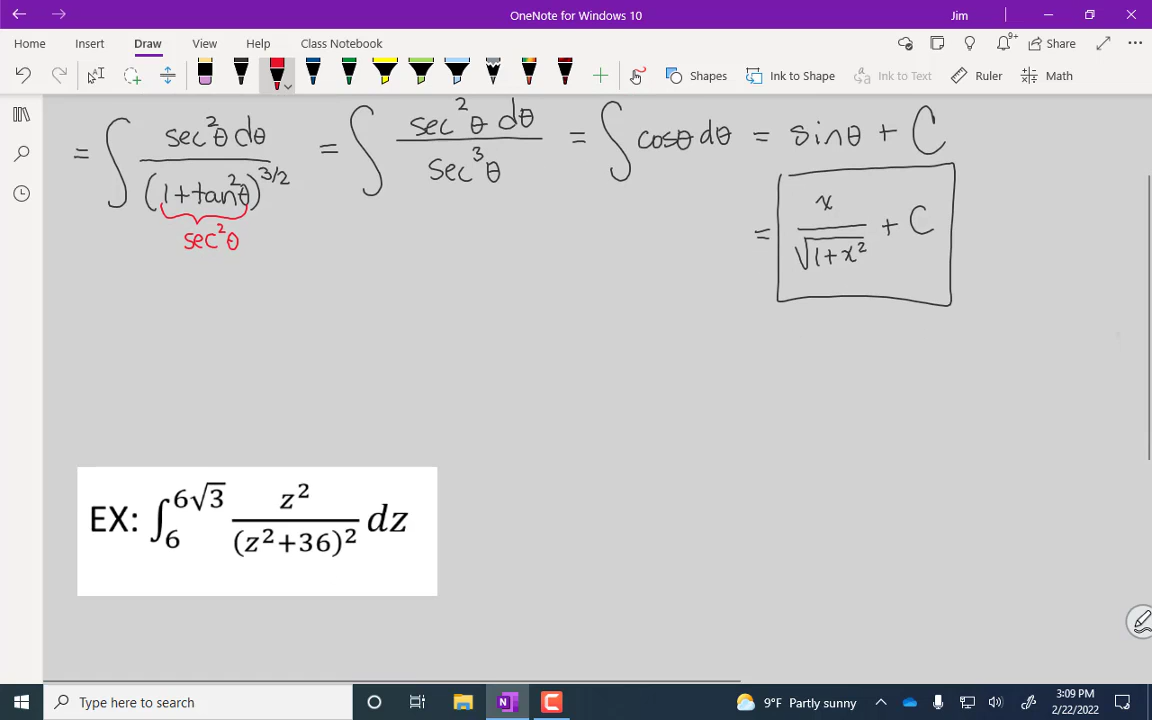 OneNote for Windows 10
Jim
Home Insert Draw View Help Class Notebook
9+ Share
Shapes Ink to Shape Ink to Text Ruler Math
= ∫ sec²θ dθ / (1+tan²θ)^3/2 = ∫ sec²θ dθ / sec³θ = ∫ cosθ dθ = sinθ + C
sec²θ
= x / √(1+x²) + C
EX: ∫_6^{6√3} z² / (z²+36)² dz
Type here to search
9°F Partly sunny
3:09 PM
2/22/2022